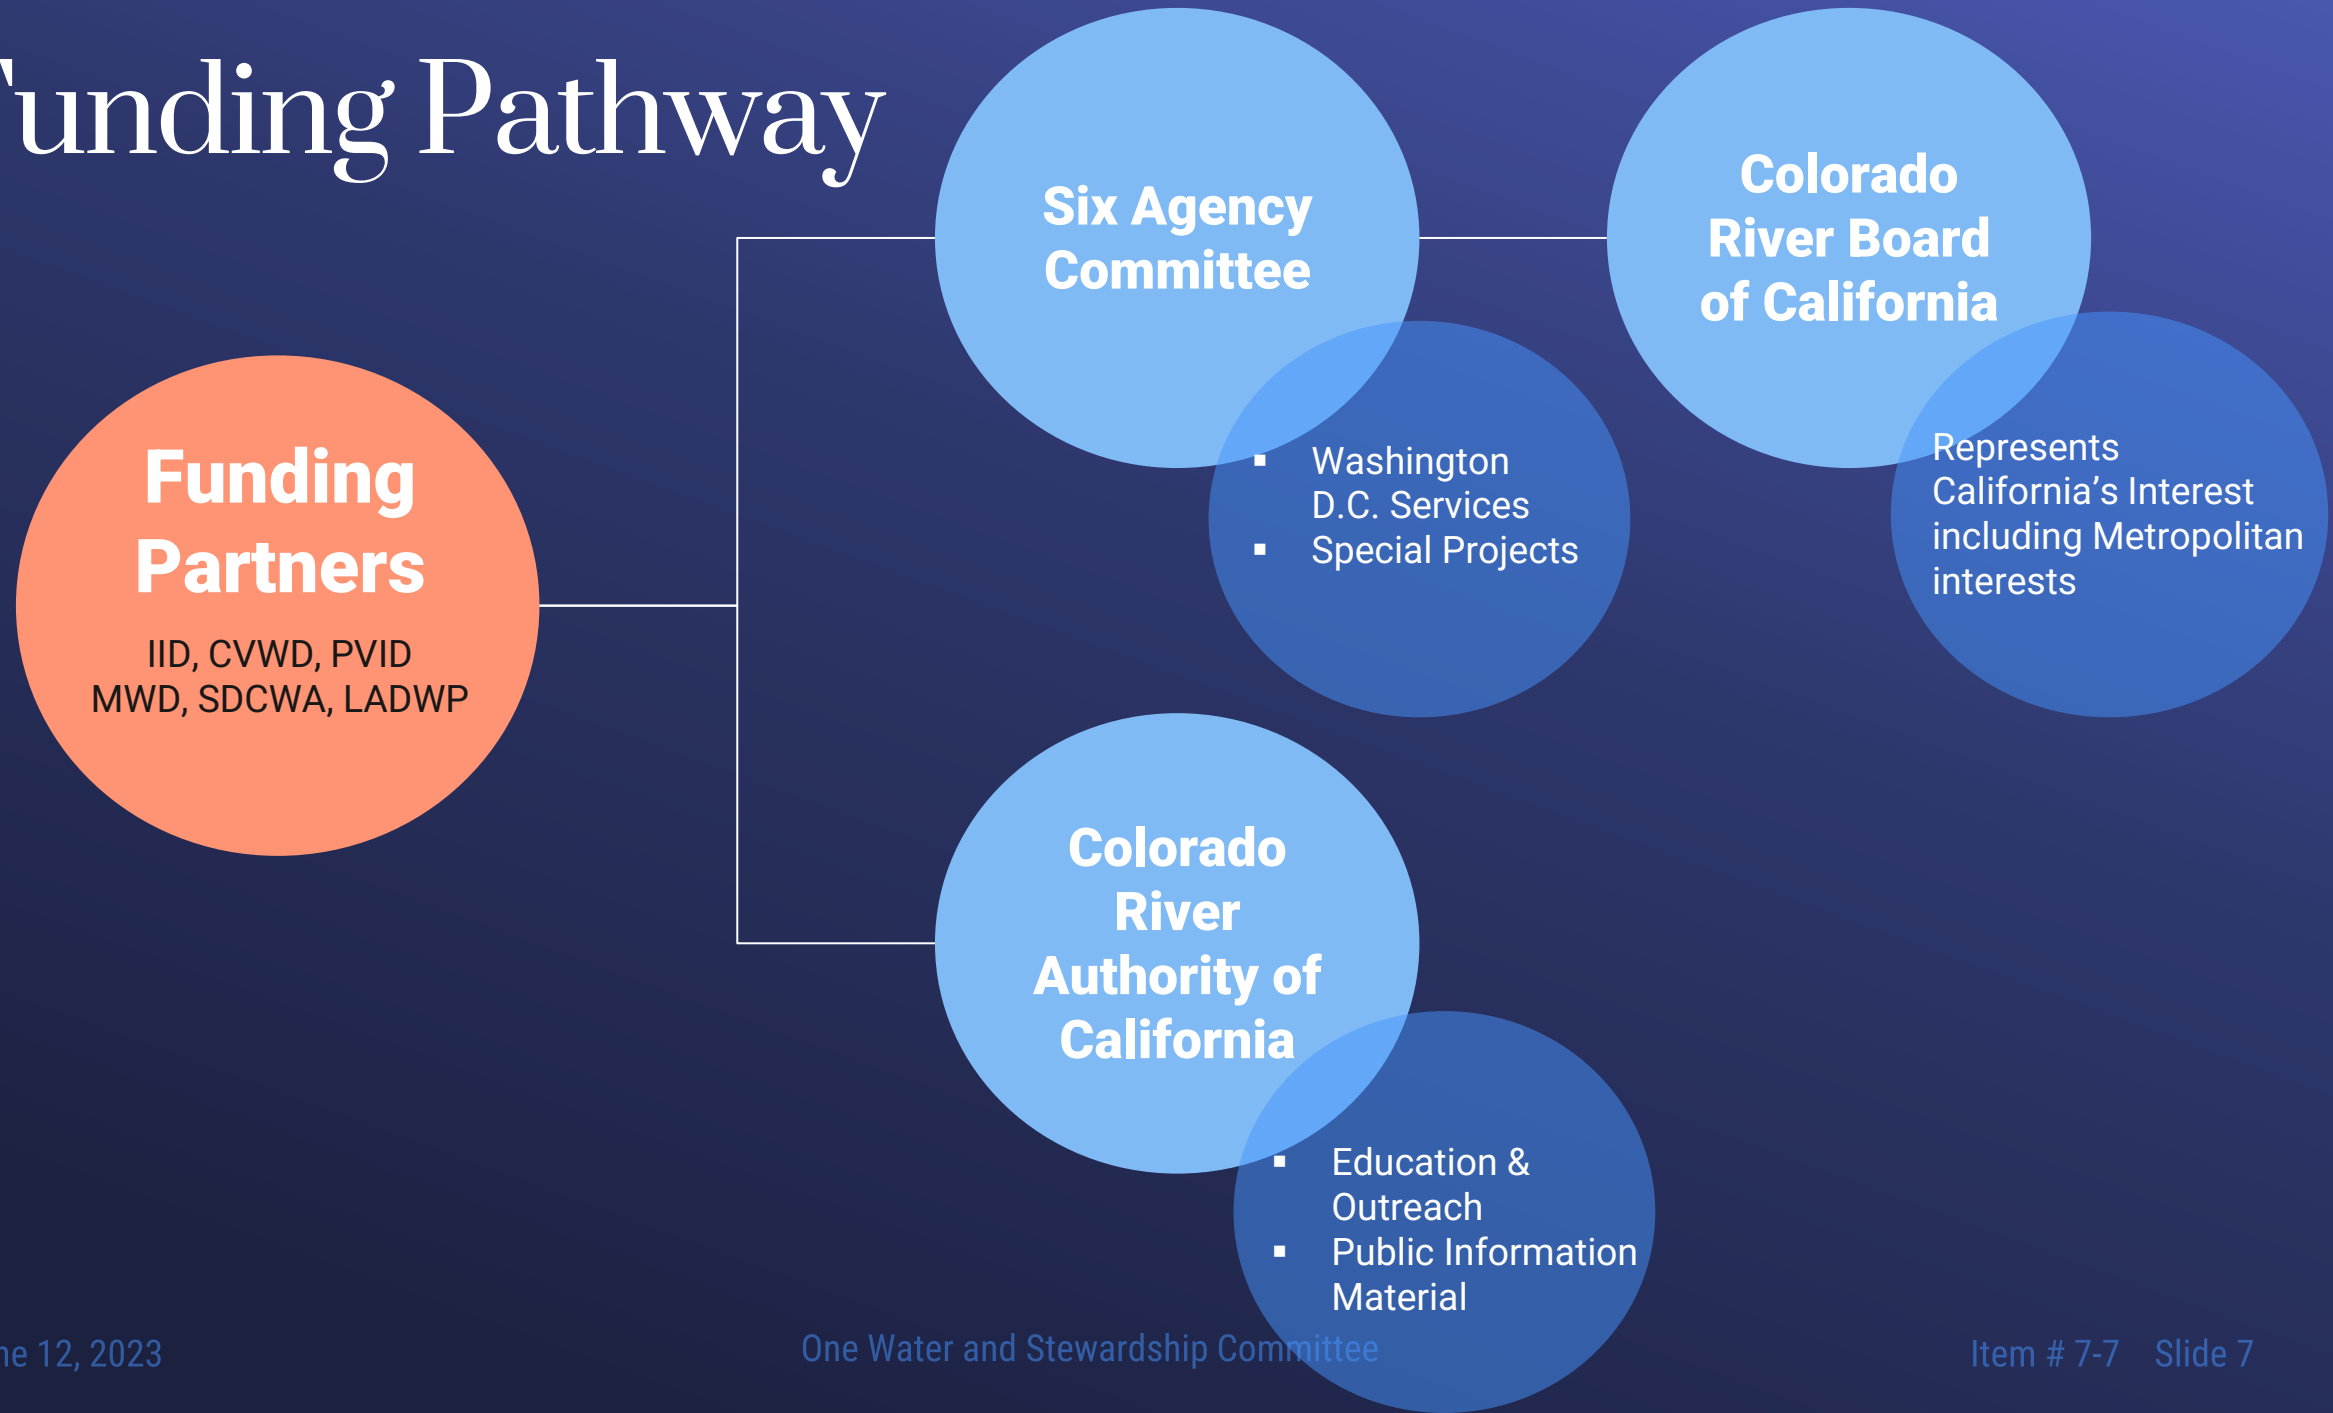 unding Pathway
Six Agency
Committee
Colorado
River Board
of California
Funding
Partners
IID, CVWD, PVID
MWD, SDCWA, LADWP
▪ Washington
D.C. Services
▪ Special Projects
Represents
California’s Interest
including Metropolitan
interests
Colorado
River
Authority of
California
▪ Education &
Outreach
▪ Public Information
Material
ne 12, 2023
One Water and Stewardship Committee
Item # 7-7 Slide 7